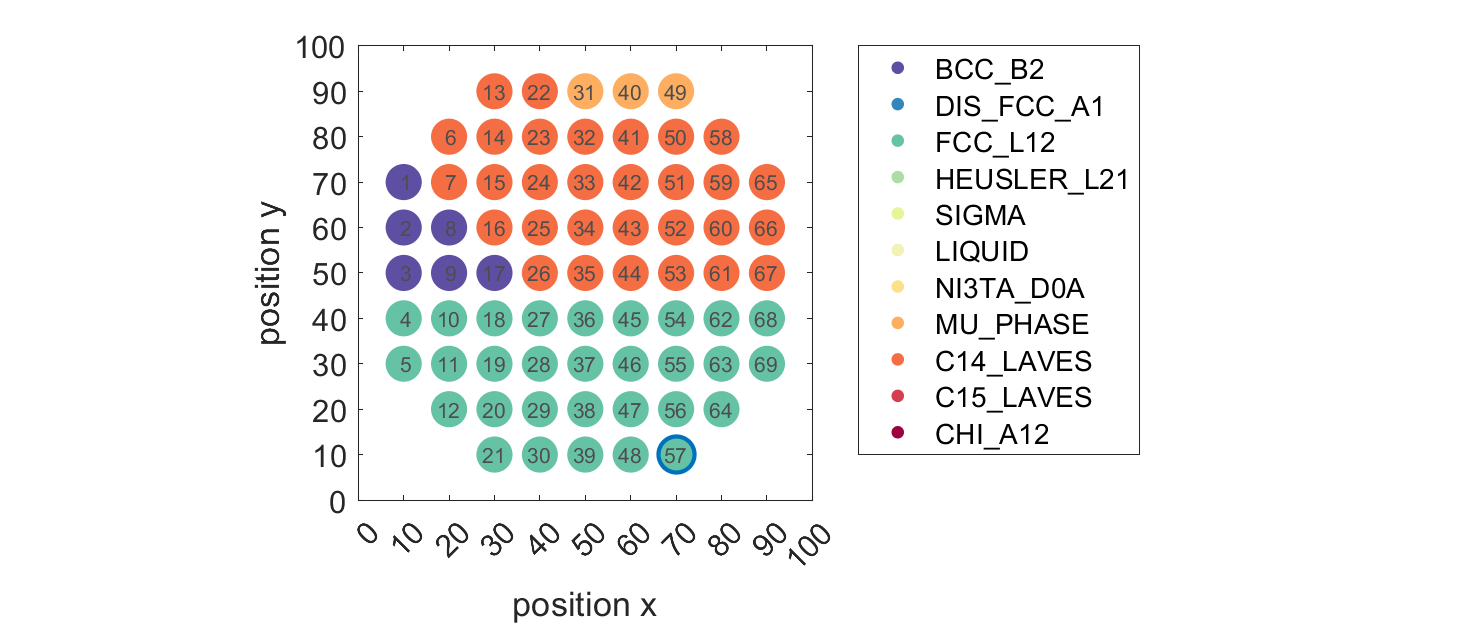 100
90
80
70
60
50
40
30
20
10
0
13 22 31 40 49
6 14 23 32 41 50 58
1 7 15 24 33 42 51 59 65
2 8 16 25 34 43 52 60 66
3 9 17 26 35 44 53 61 67
4 10 18 27 36 45 54 62 68
5 11 19 28 37 46 55 63 69
12 20 29 38 47 56 64
21 30 39 48 57
0 10 20 30 40 50 60 70 80 90 100
position x
position y
BCC_B2
DIS_FCC_A1
FCC_L12
HEUSLER_L21
SIGMA
LIQUID
NI3TA_D0A
MU_PHASE
C14_LAVES
C15_LAVES
CHI_A12